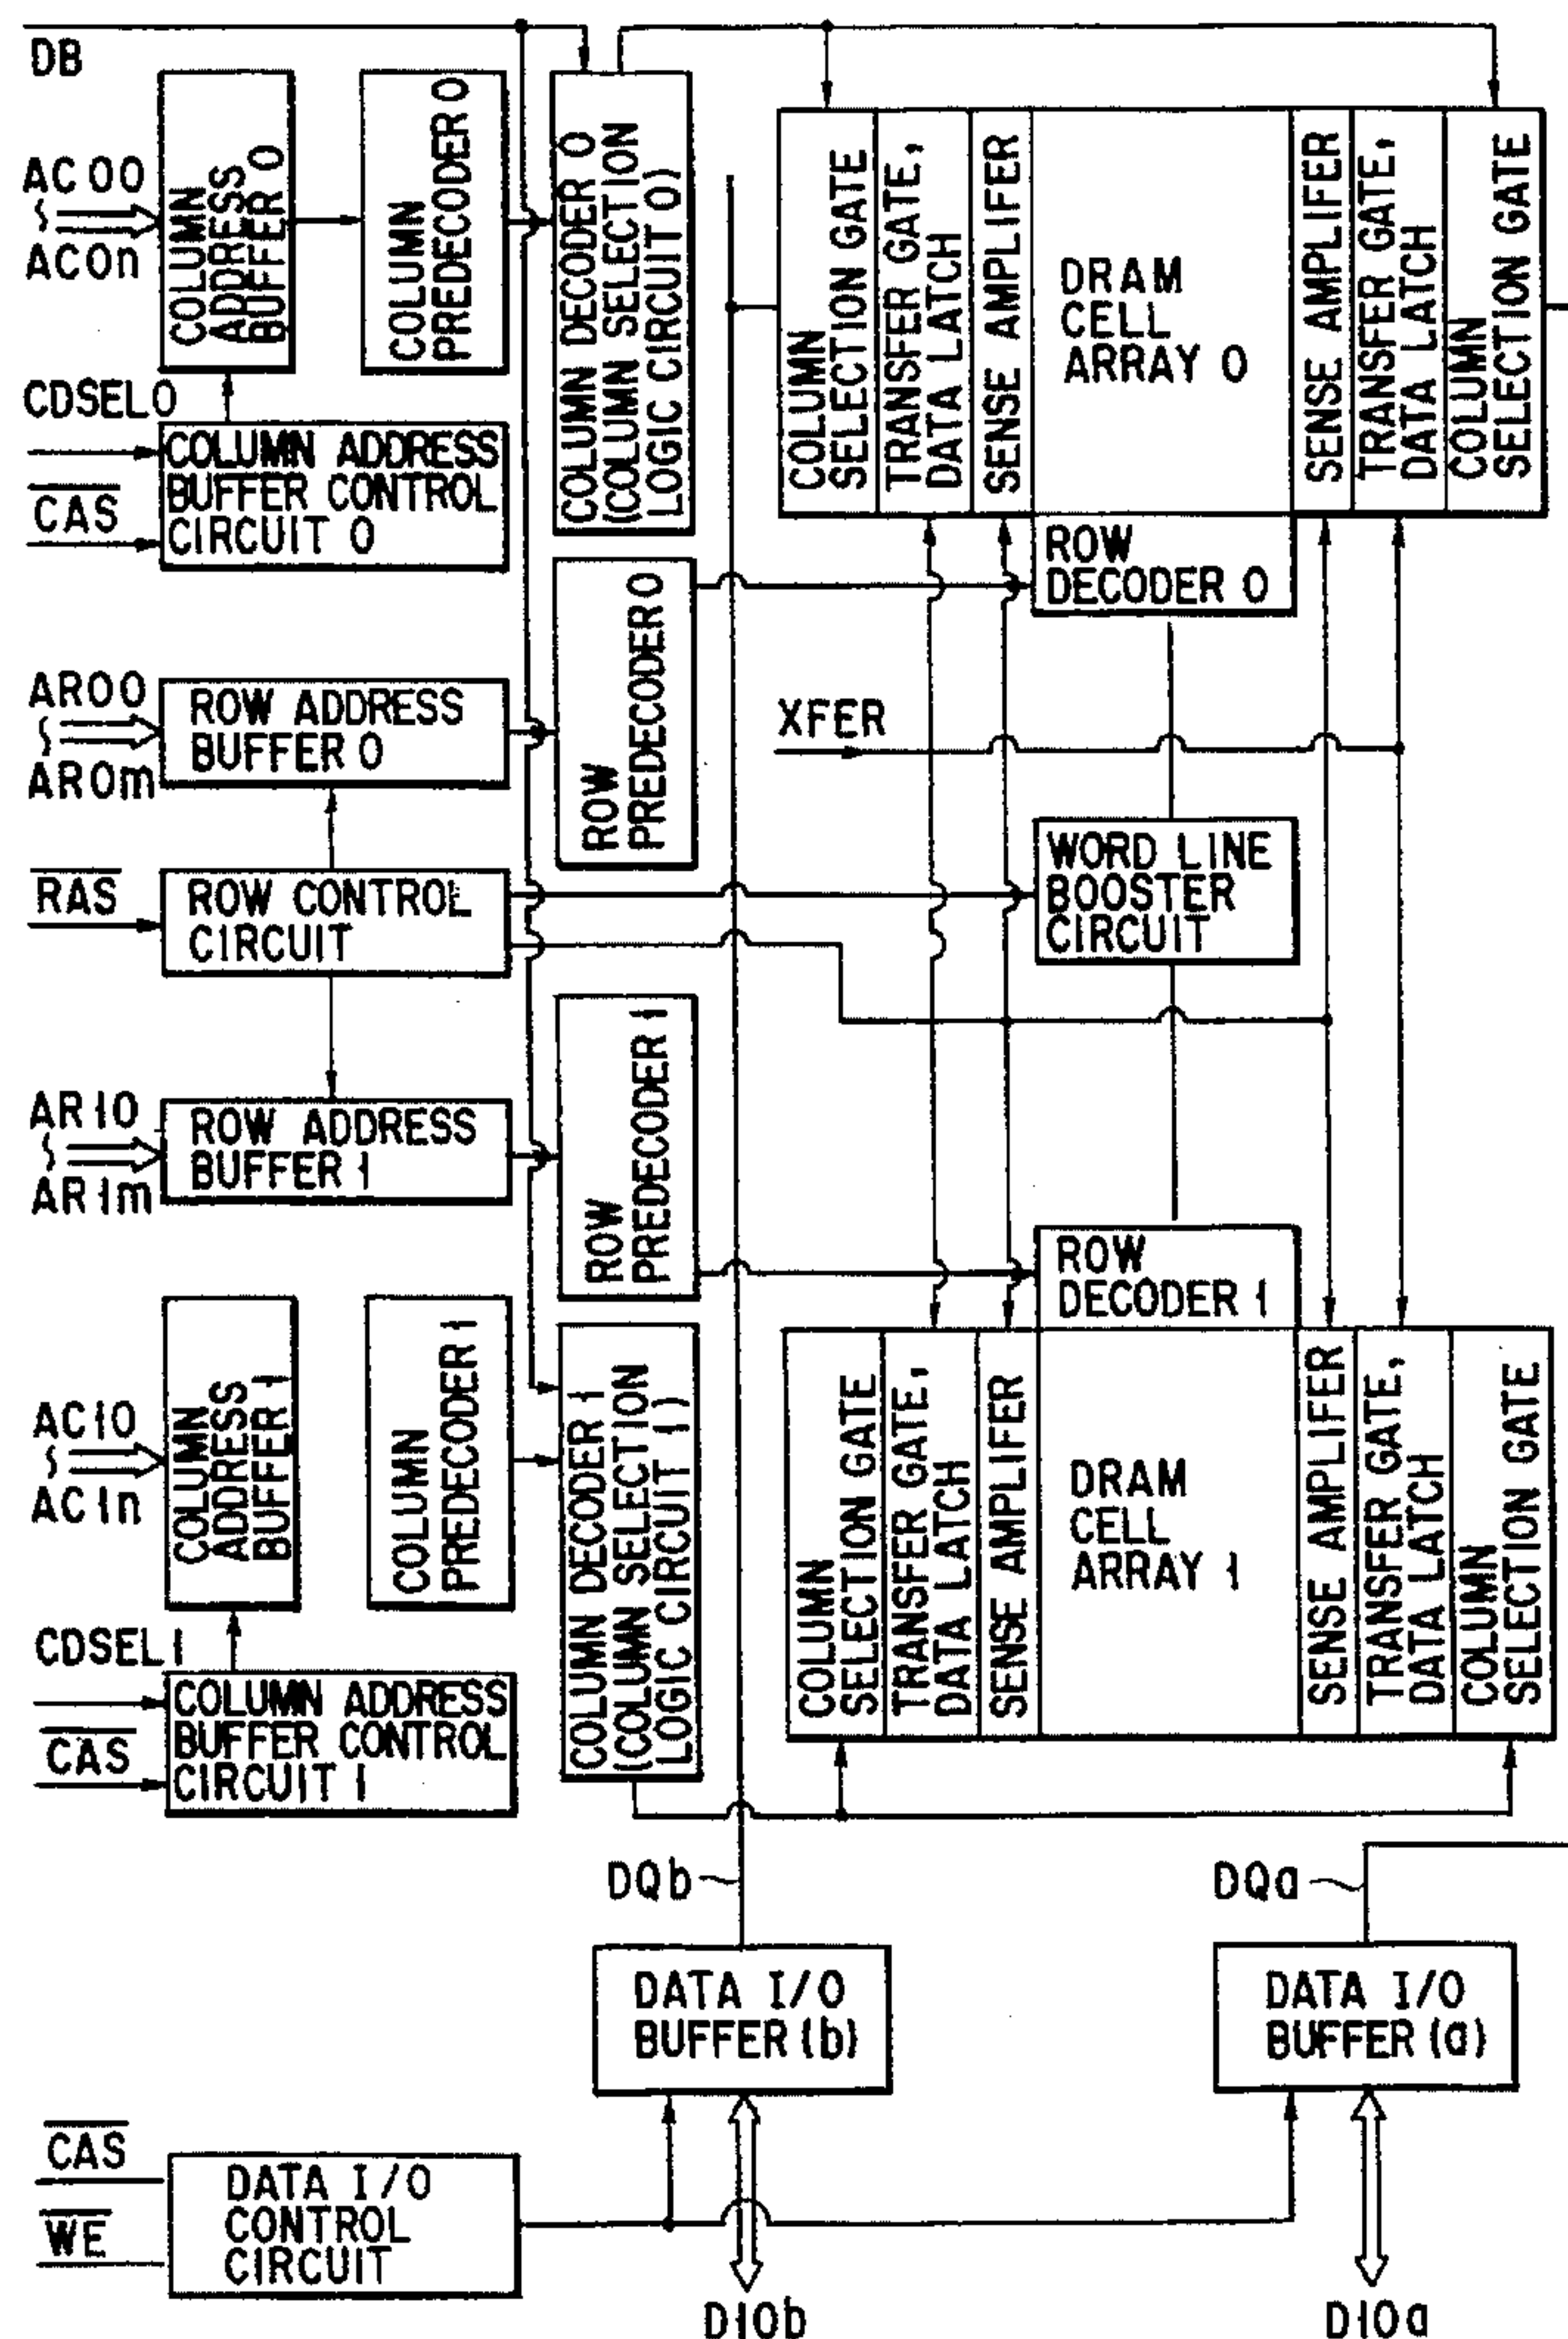 DB
AC00
AC0n
COLUMN
ADDRESS
BUFFER 0
COLUMN
PREDECODER 0
COLUMN DECODER 0
(COLUMN SELECTION
LOGIC CIRCUIT 0)
COLUMN
SELECTION GATE
TRANSFER GATE,
DATA LATCH
SENSE AMPLIFER
DRAM
CELL
ARRAY 0
SENSE AMPLIFER
TRANSFER GATE,
DATA LATCH
COLUMN
SELECTION GATE
CDSEL0
CAS
COLUMN ADDRESS
BUFFER CONTROL
CIRCUIT 0
ROW
DECODER 0
ROW
PREDECODER 0
AR00
AR0m
ROW ADDRESS
BUFFER 0
XFER
RAS
ROW CONTROL
CIRCUIT
WORD LINE
BOOSTER
CIRCUIT
ROW
PREDECODER 1
AR10
AR1m
ROW ADDRESS
BUFFER 1
ROW
DECODER 1
AC10
AC1n
COLUMN
ADDRESS
BUFFER 1
COLUMN
PREDECODER 1
COLUMN DECODER 1
(COLUMN SELECTION
LOGIC CIRCUIT 1)
COLUMN
SELECTION GATE
TRANSFER GATE,
DATA LATCH
SENSE AMPLIFER
DRAM
CELL
ARRAY 1
SENSE AMPLIFER
TRANSFER GATE,
DATA LATCH
COLUMN
SELECTION GATE
CDSEL1
CAS
COLUMN ADDRESS
BUFFER CONTROL
CIRCUIT 1
DQb
DQa
DATA I/O
BUFFER (b)
DATA I/O
BUFFER (a)
CAS
WE
DATA I/O
CONTROL
CIRCUIT
DIOb
DIOa